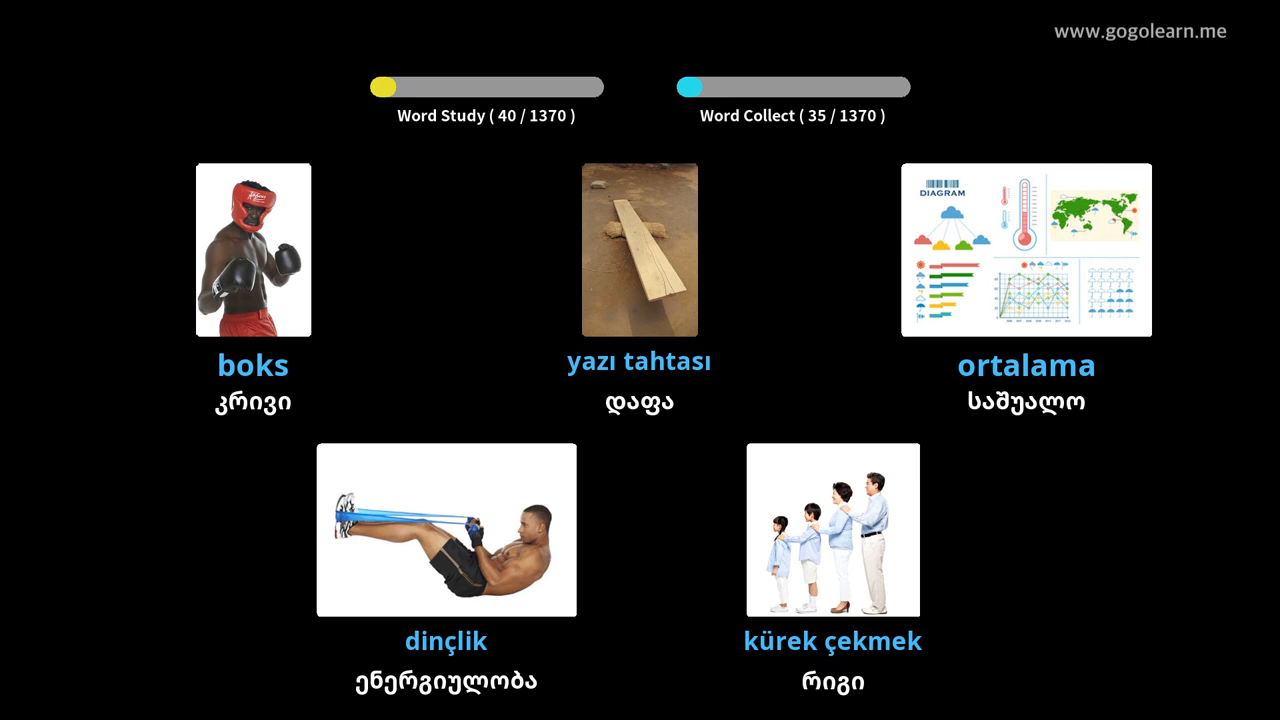 www.gogolearn.me
Word Study ( 40 / 1370 )
Word Collect ( 35 / 1370 )
DIAGRAM
boks
კრივი
yazı tahtası
დაფა
ortalama
საშუალო
dinçlik
ენერგიულობა
kürek çekmek
რიგი